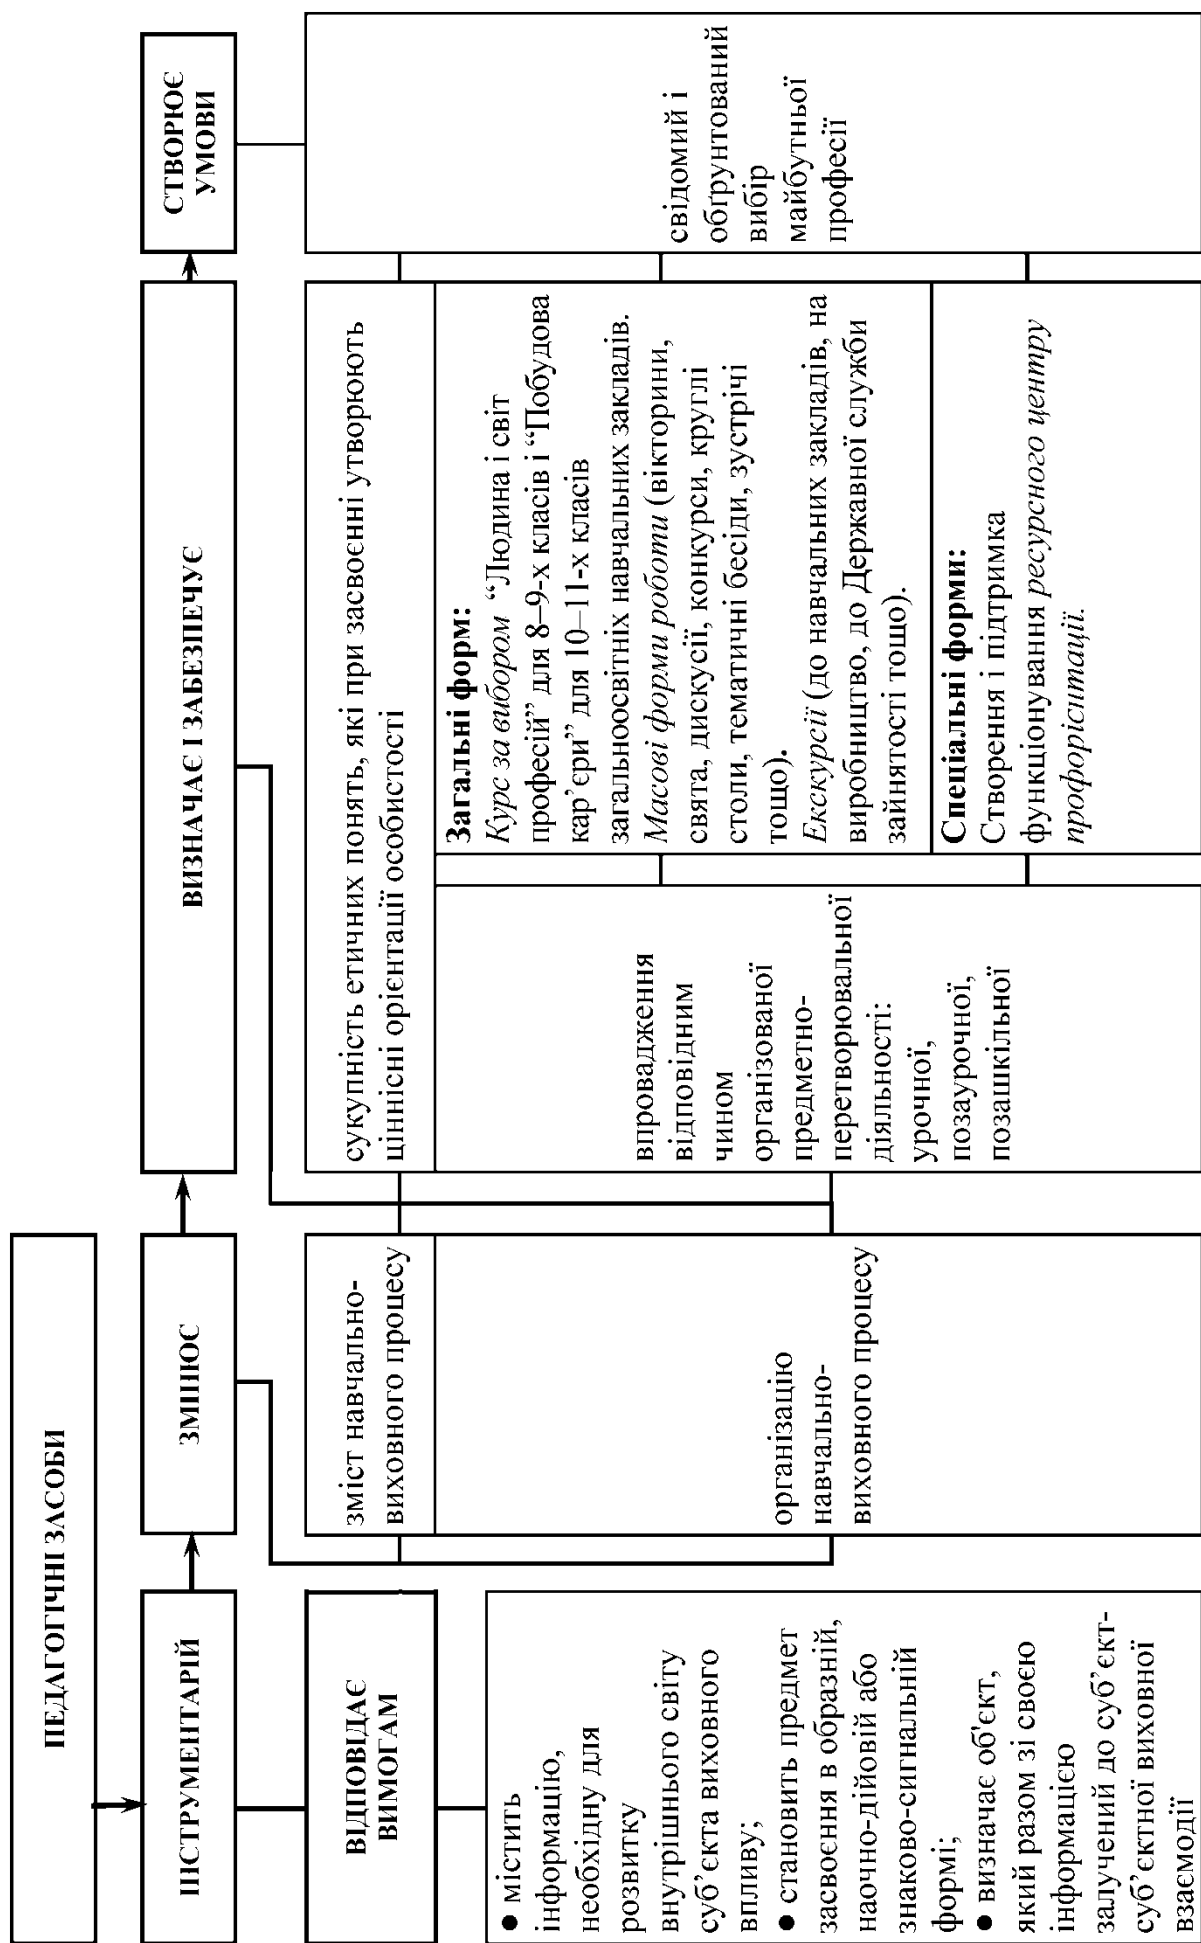 ПЕДАГОГІЧНІ ЗАСОБИ
ІНСТРУМЕНТАРІЙ
ЗМІНЮЄ
ВИЗНАЧАЄ І ЗАБЕЗПЕЧУЄ
СТВОРЮЄ
УМОВИ
ВІДПОВІДАЄ
ВИМОГАМ
● містить
інформацію,
необхідну для
розвитку
внутрішнього світу
суб’єкта виховного
впливу;
● становить предмет
засвоєння в образній,
наочно-дійовій або
знаково-сигнальній
формі;
● визначає об'єкт,
який разом зі своєю
інформацією
залучений до суб’єкт-
суб’єктної виховної
взаємодії
зміст навчально-
виховного процесу
організацію
навчально-
виховного процесу
сукупність етичних понять, які при засвоєнні утворюють
ціннісні орієнтації особистості
впровадження
відповідним
чином
організованої
предметно-
перетворювальної
діяльності:
урочної,
позаурочної,
позашкільної
Загальні форм:
Курс за вибором “Людина і світ
професій” для 8–9-х класів і “Побудова
кар’єри” для 10–11-х класів
загальноосвітніх навчальних закладів.
Масові форми роботи (вікторини,
свята, дискусії, конкурси, круглі
столи, тематичні бесіди, зустрічі
тощо).
Екскурсії (до навчальних закладів, на
виробництво, до Державної служби
зайнятості тощо).
Спеціальні форми:
Створення і підтримка
функціонування ресурсного центру
профорієнтації.
свідомий і
обґрунтований
вибір
майбутньої
професії